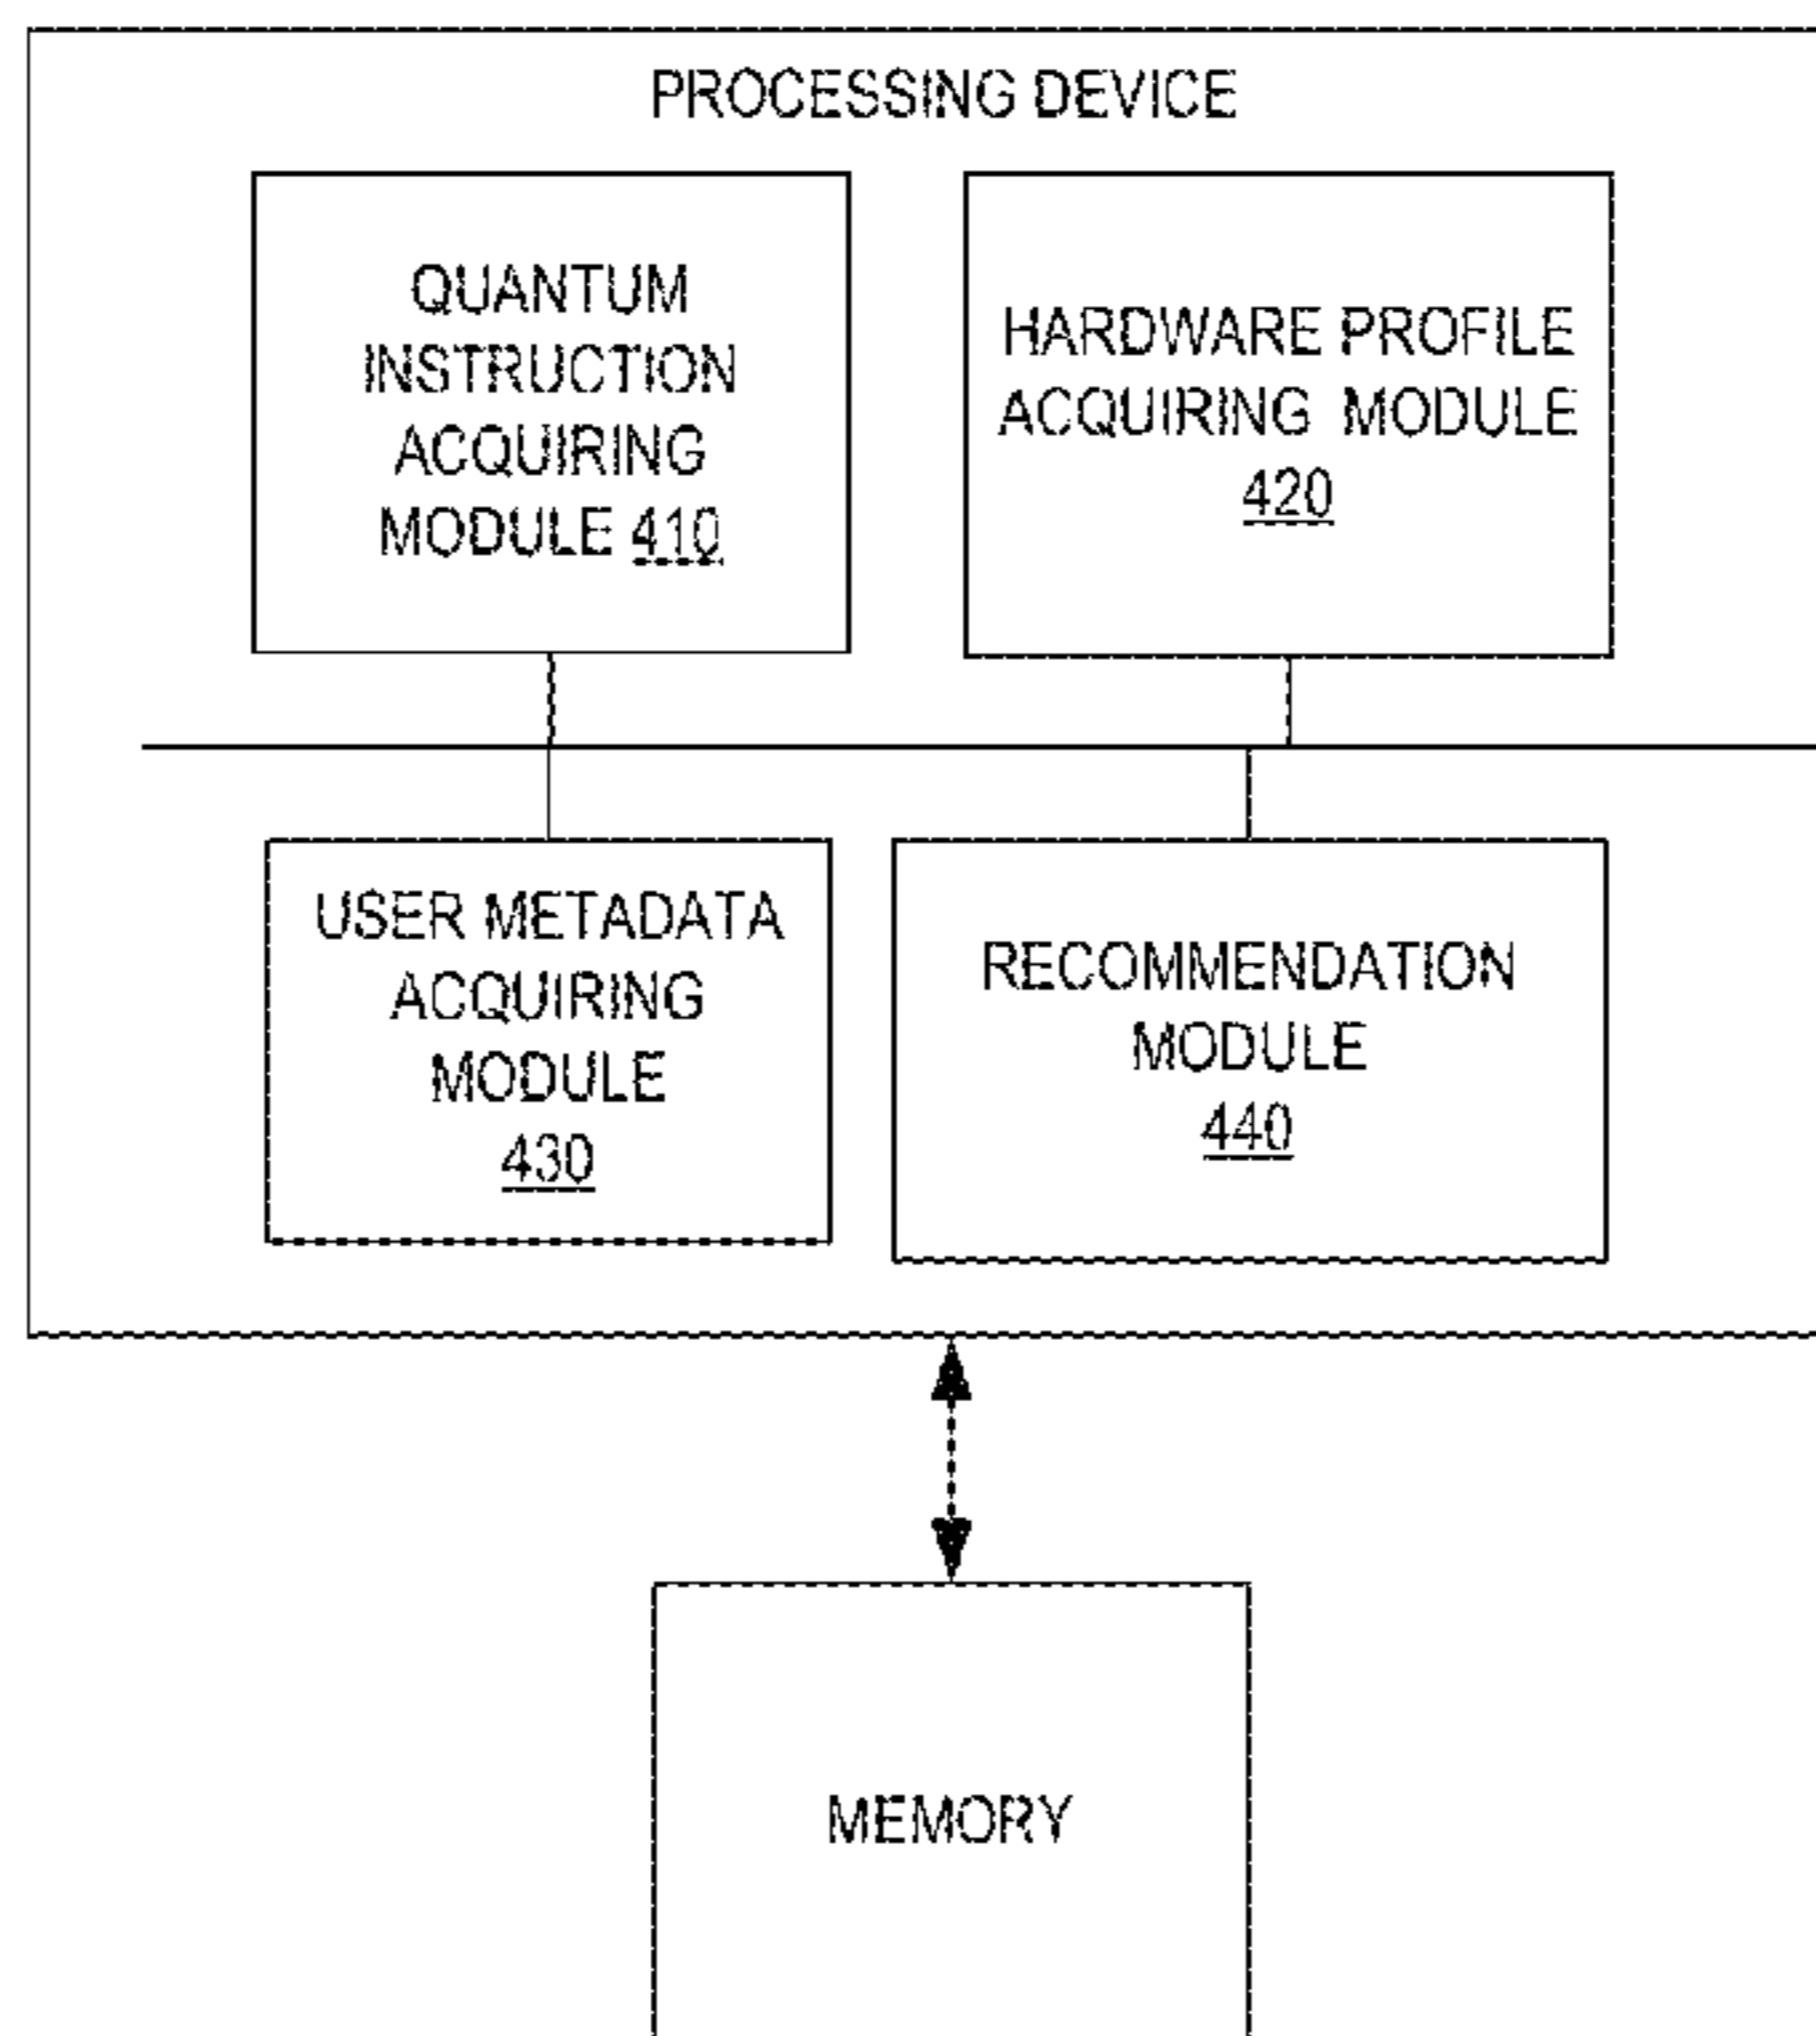 PROCESSING DEVICE
QUANTUM
INSTRUCTION
ACQUIRING
MODULE 410
HARDWARE PROFILE
ACQUIRING MODULE
420
USER METADATA
ACQUIRING
MODULE
430
RECOMMENDATION
MODULE
440
MEMORY